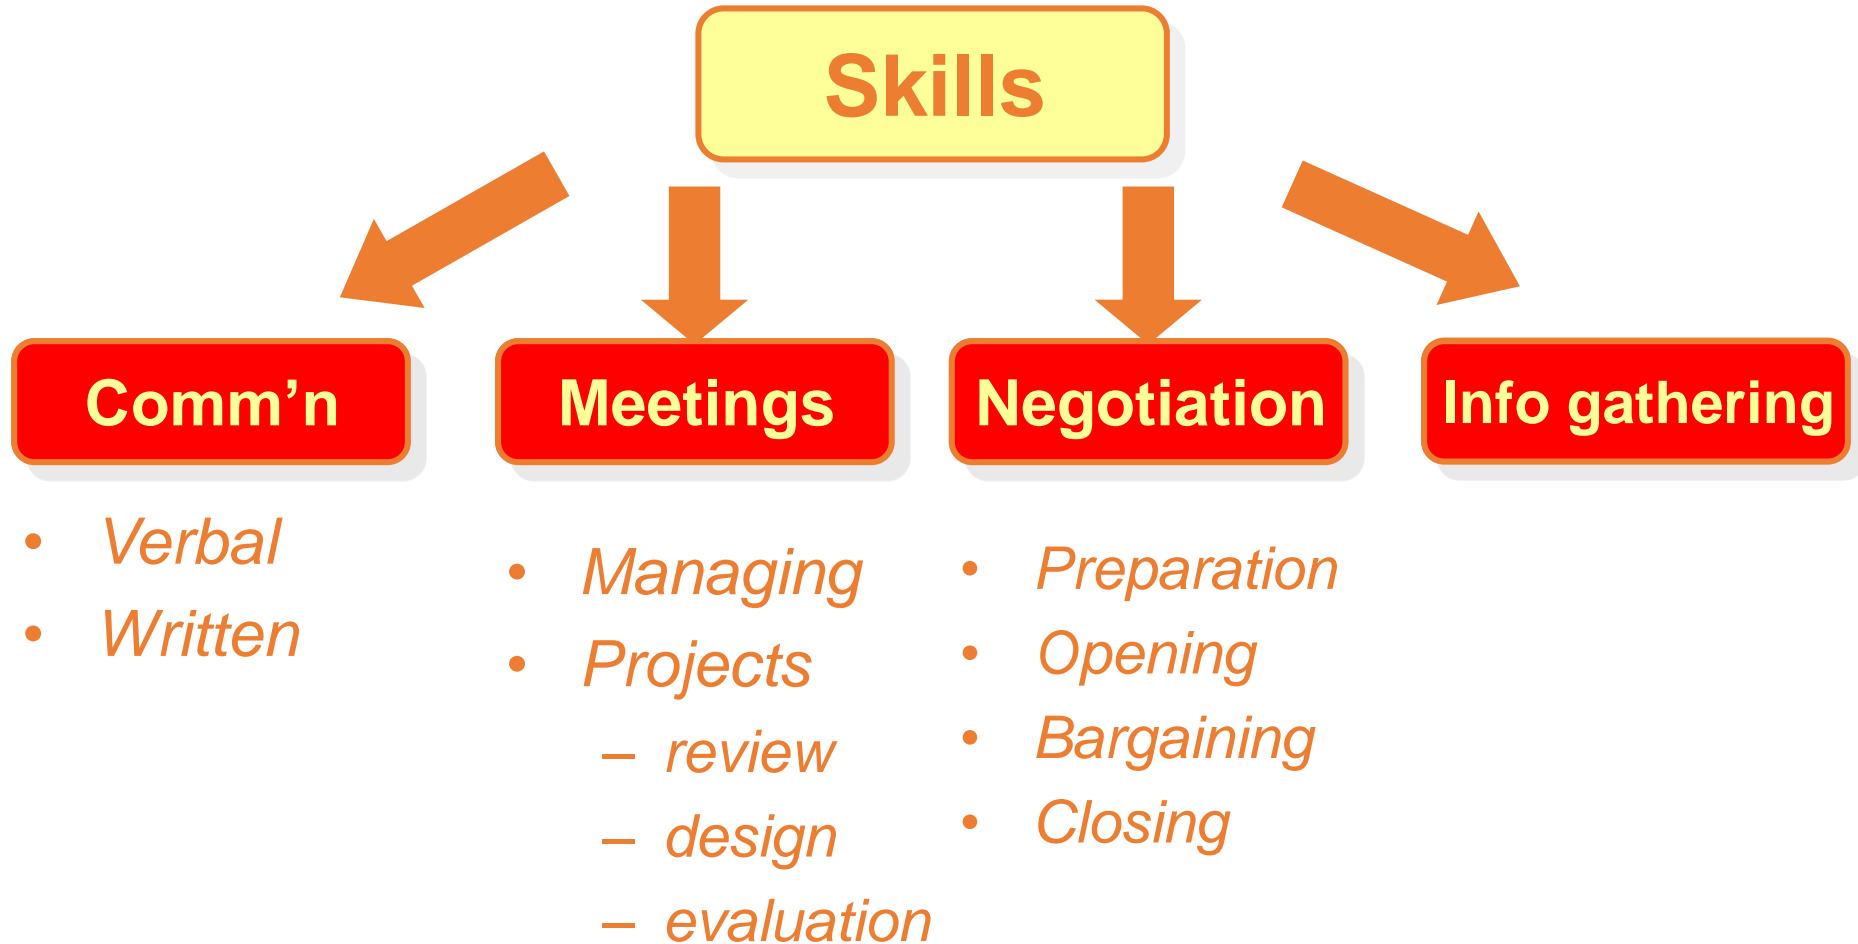 Skills
Comm’n
• Verbal
• Written
Meetings
• Managing
• Projects
– review
– design
– evaluation
Negotiation
• Preparation
• Opening
• Bargaining
• Closing
Info gathering